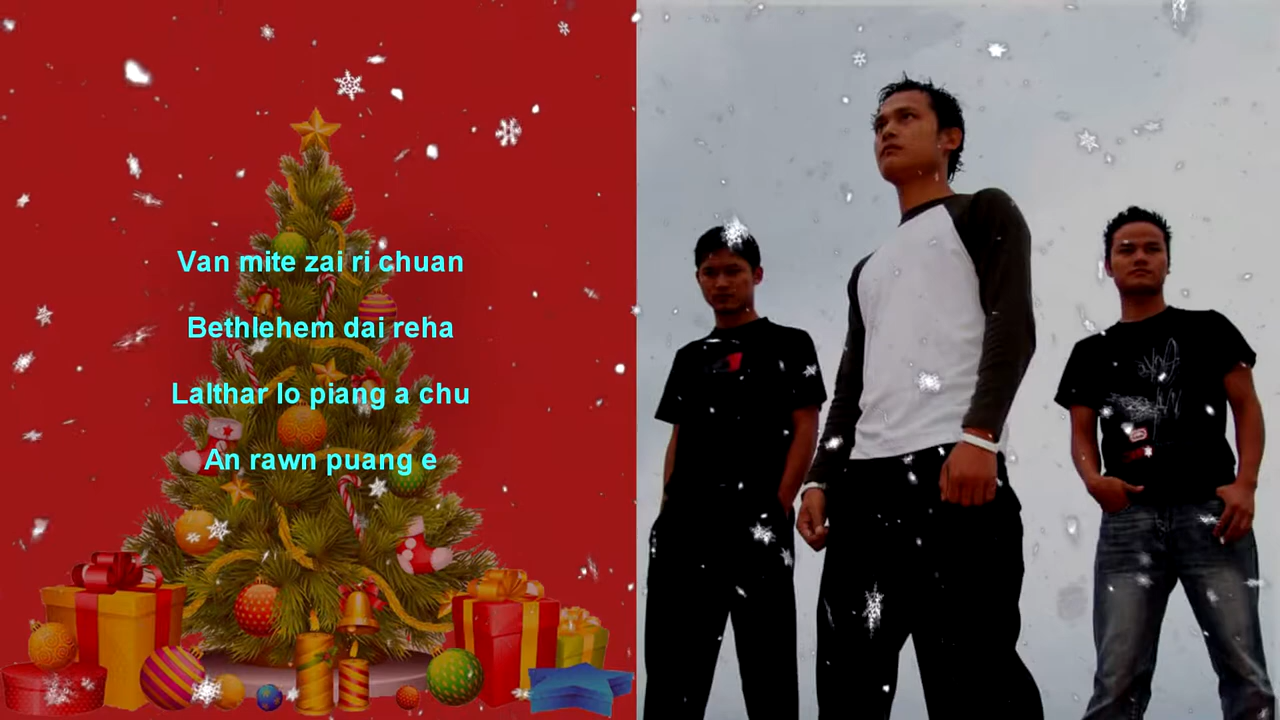 Van mite zai ri chuan
Bethlehem dai reha
Lalthar lo piang a chu
An rawn puang e